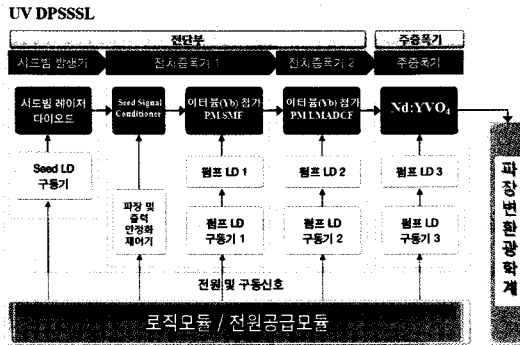 UV DPSSSL
전단부
주증폭기
시드빔 발생기
전치증폭기 1
전치증폭기 2
주증폭기
시드빔 레이저
다이오드
Seed Signal
Conditioner
이터븀(Yb) 첨가
PM SMF
이터븀(Yb) 첨가
PM LMADCF
Nd:YVO4
Seed LD
구동기
파장 및
출력
안정화
제어기
펌프 LD 1
펌프 LD 2
펌프 LD 3
펌프 LD
구동기 1
펌프 LD
구동기 2
펌프 LD
구동기 3
파장변환광학계
전원 및 구동신호
로직모듈 / 전원공급모듈